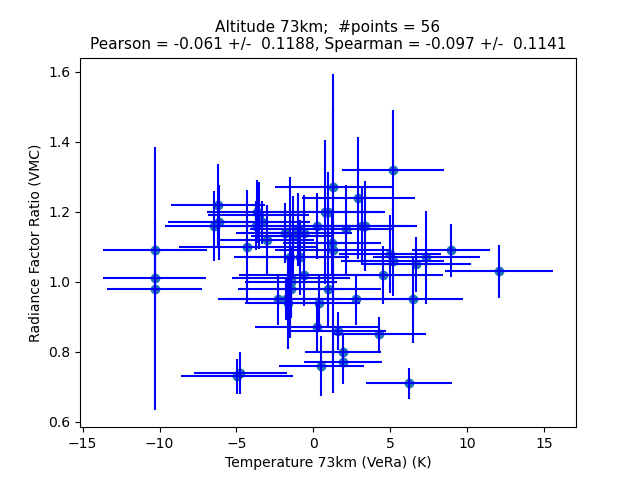 Altitude 73km;  #points = 56
Pearson = -0.061 +/-  0.1188, Spearman = -0.097 +/-  0.1141
1.6
1.4
1.2
1.0
0.8
0.6
Radiance Factor Ratio (VMC)
−15 −10 −5 0 5 10 15
Temperature 73km (VeRa) (K)